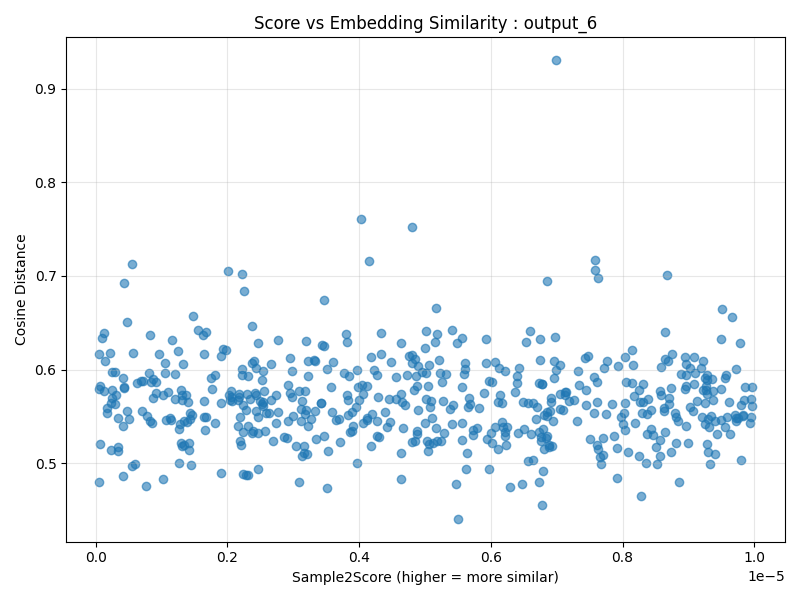 Score vs Embedding Similarity : output_6
0.9
0.8
0.7
0.6
0.5
Cosine Distance
0.0 0.2 0.4 0.6 0.8 1.0
1e−5
Sample2Score (higher = more similar)